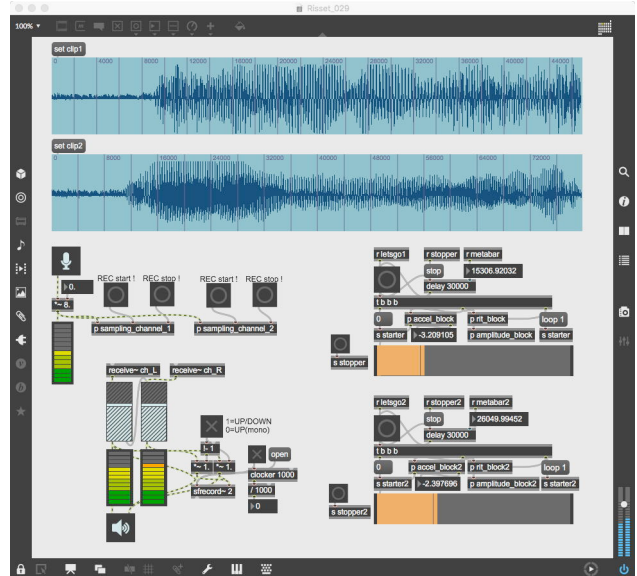 Risset_029
100% ▾
set clip1
0 4000 8000 12000 16000 20000 24000 28000 32000 36000 40000 44000
set clip2
0 8000 16000 24000 32000 40000 48000 56000 64000 72000
r letsgo1 r stopper r metabar
stop 15306.92032
delay 30000
t b b b
0 p accel_block p rit_block loop 1
s starter -3.209105 p amplitude_block s starter
s stopper
0.
*~ 8.
REC start ! REC stop ! REC start ! REC stop !
p sampling_channel_1 p sampling_channel_2
receive~ ch_L receive~ ch_R
1=UP/DOWN
0=UP(mono)
!- 1
*~ 1. *~ 1.
sfrecord~ 2
open
clocker 1000
/ 1000
0
r letsgo2 r stopper2 r metabar2
stop 26049.99452
delay 30000
t b b b
0 p accel_block2 p rit_block2 loop 1
s starter2 -2.397696 p amplitude_block2 s starter2
s stopper2